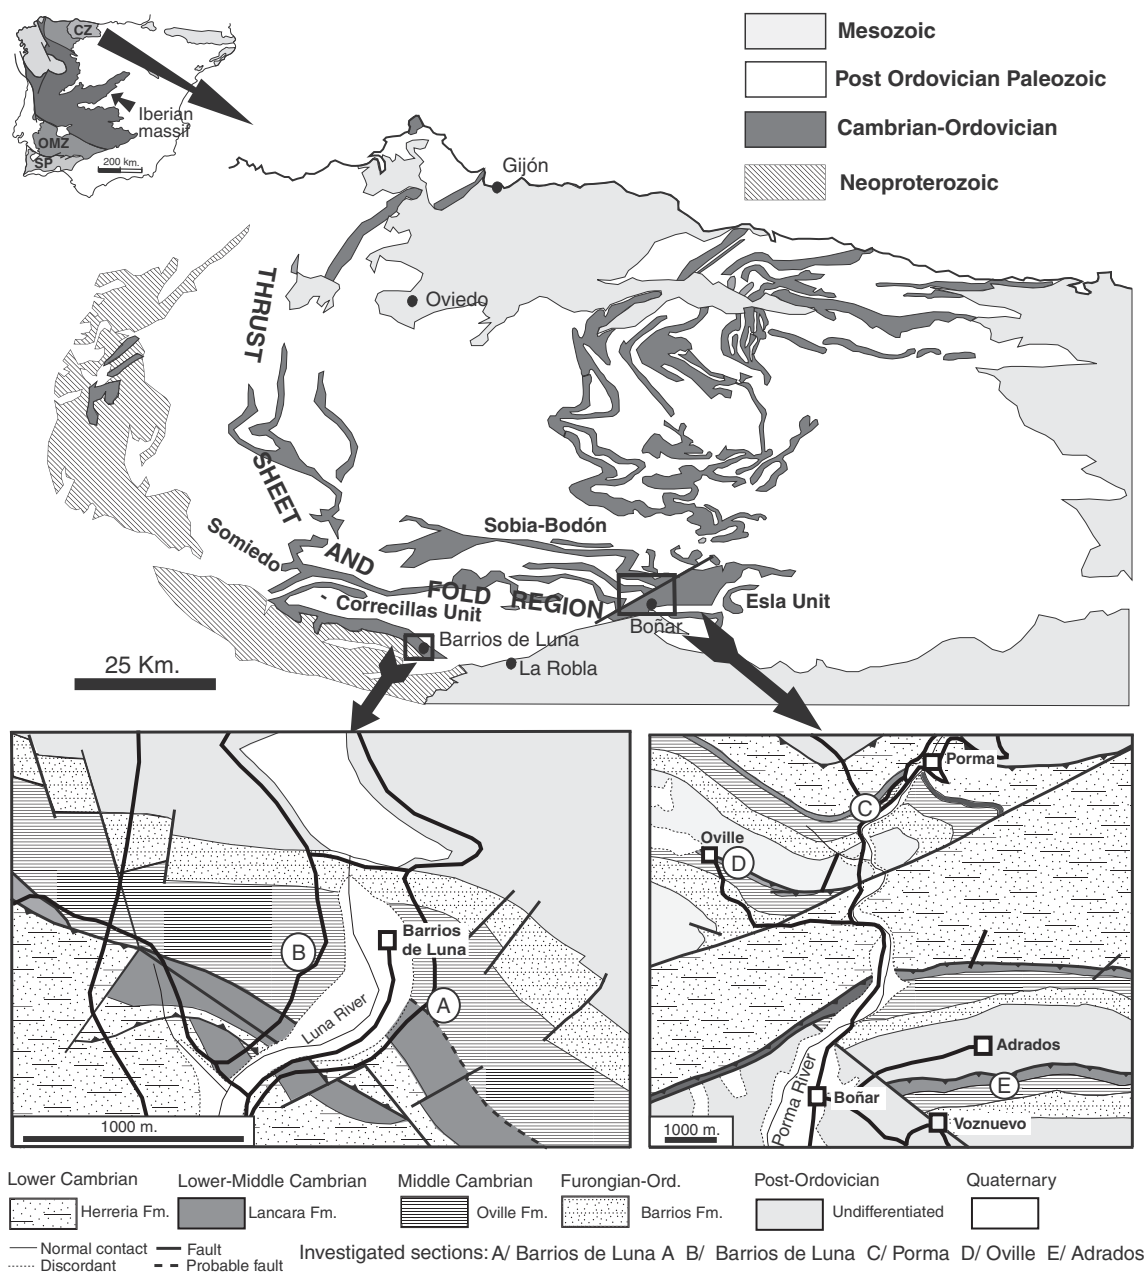 CZ
Iberian
massif
OMZ
SP
200 km.
Mesozoic
Post Ordovician Paleozoic
Cambrian-Ordovician
Neoproterozoic
Gijón
Oviedo
THRUST
SHEET
AND
FOLD REGION
Somiedo
Sobia-Bodón
- Correcillas Unit
Esla Unit
Boñar
Barrios de Luna
La Robla
25 Km.
B
Barrios
de Luna
A
Luna River
1000 m.
Porma
C
Oville
D
Adrados
E
Boñar
Porma River
Voznuevo
1000 m.
Lower Cambrian
Herreria Fm.
Lower-Middle Cambrian
Lancara Fm.
Middle Cambrian
Oville Fm.
Furongian-Ord.
Barrios Fm.
Post-Ordovician
Undifferentiated
Quaternary
Normal contact
Fault
Discordant
Probable fault
Investigated sections: A/ Barrios de Luna A B/ Barrios de Luna C/ Porma D/ Oville E/ Adrados